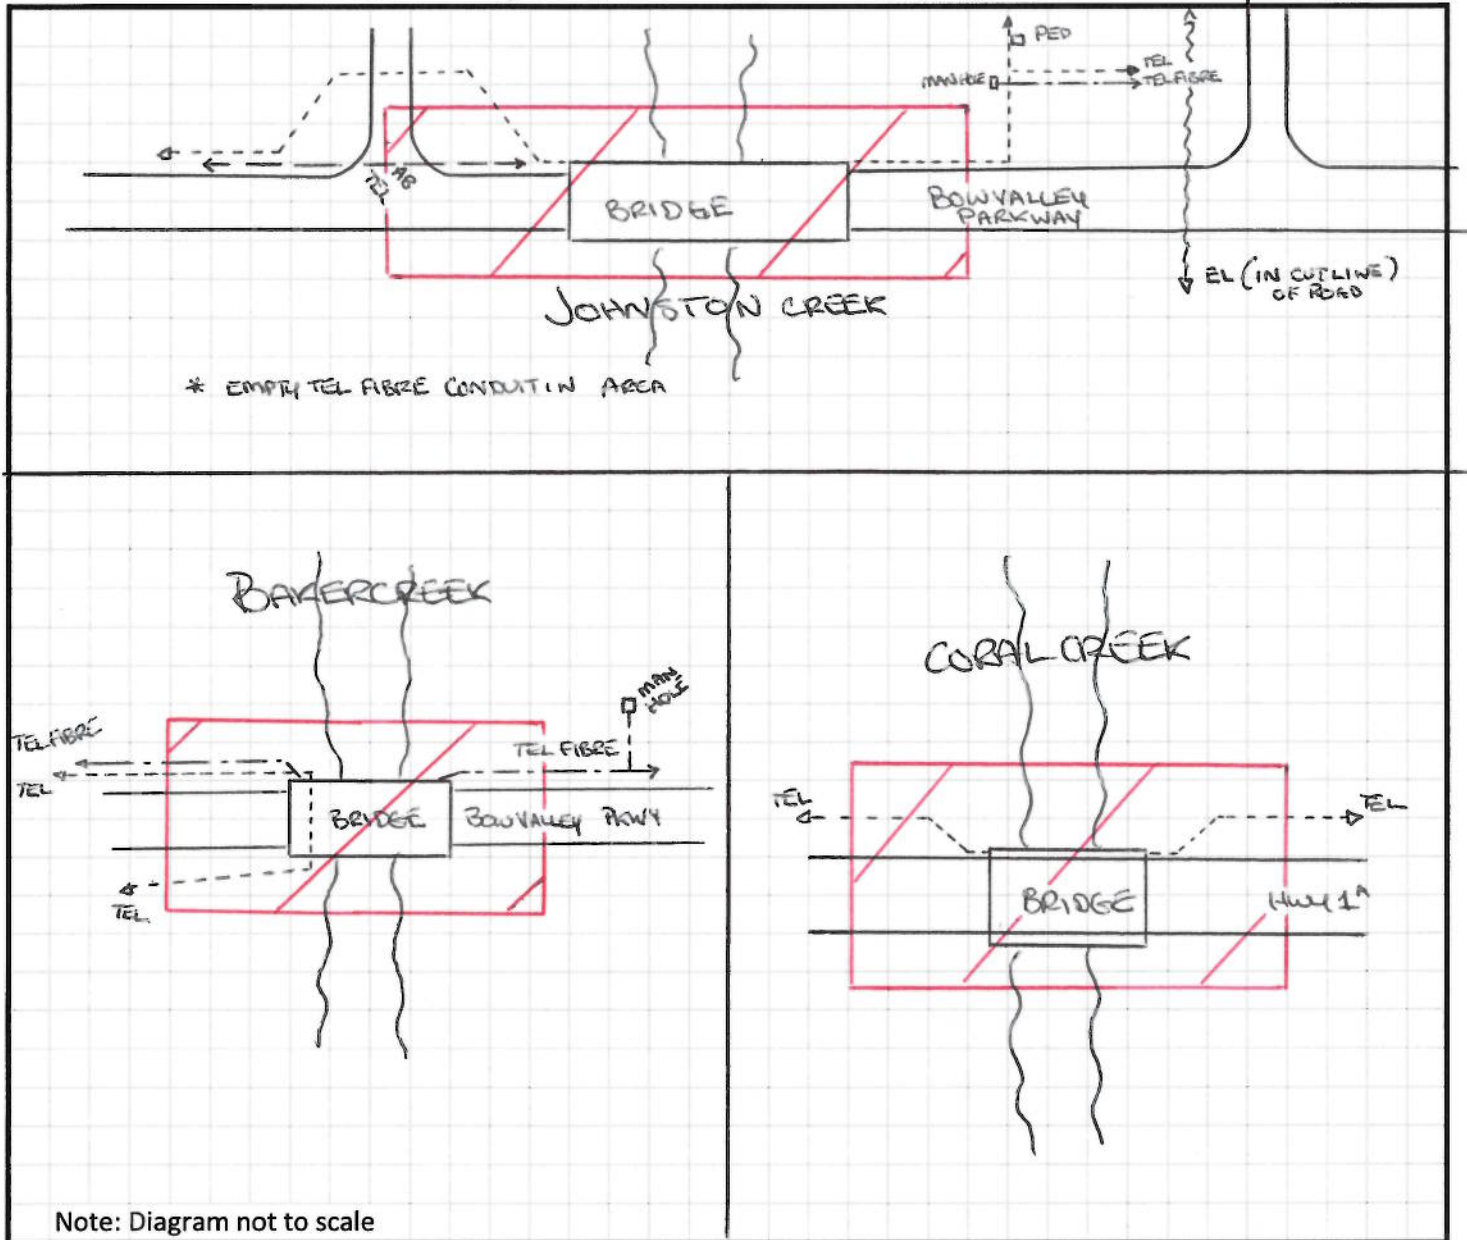 PED
TEL
MANHOLE
TEL FIBRE
TEL AB
BRIDGE
BOWVALLEY
PARKWAY
EL (IN CUTLINE)
OF ROAD
JOHNSTON CREEK
* EMPTY TEL FIBRE CONDUIT IN AREA
BAKERCREEK
CORAL CREEK
MAN
HOLE
TEL FIBRE
TEL FIBRE
TEL
BRIDGE
BOWVALLEY PKWY
TEL
TEL
TEL
BRIDGE
HWY 1A
Note: Diagram not to scale